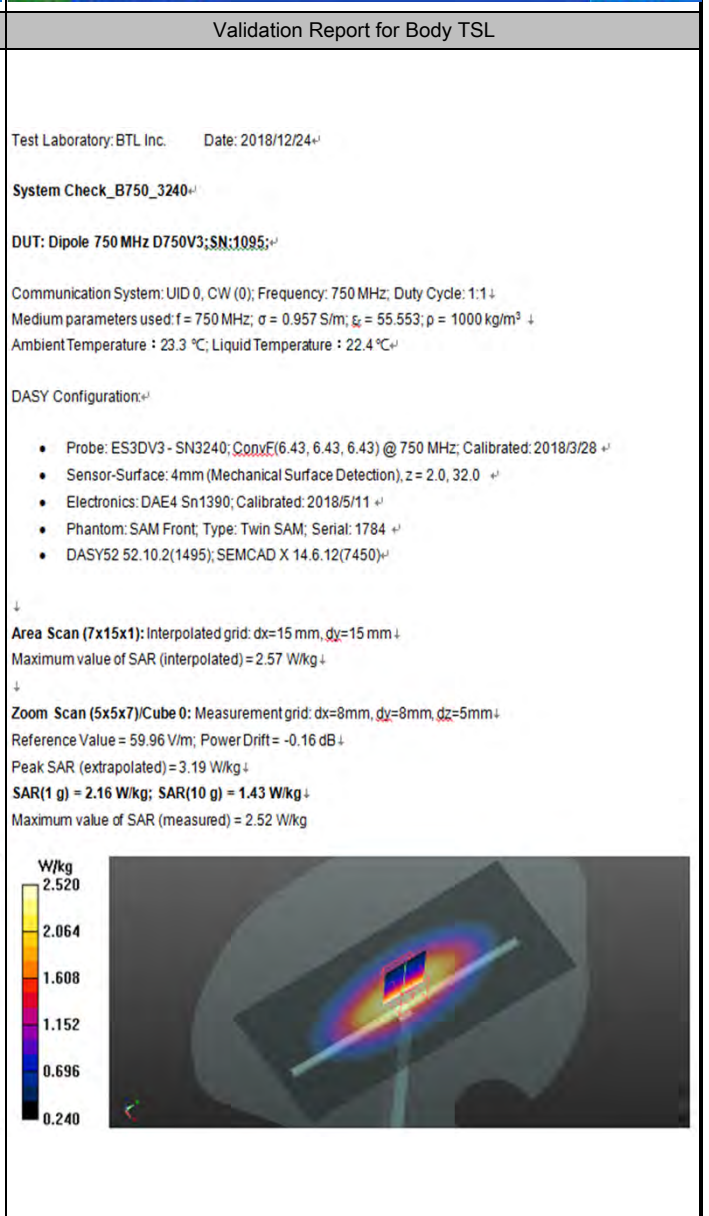 Validation Report for Body TSL
Test Laboratory: BTL Inc. Date: 2018/12/24↵
System Check_B750_3240↵
DUT: Dipole 750 MHz D750V3;SN:1095;↵
Communication System: UID 0, CW (0); Frequency: 750 MHz; Duty Cycle: 1:1↓
Medium parameters used: f = 750 MHz; σ = 0.957 S/m; εr = 55.553; ρ = 1000 kg/m³ ↓
Ambient Temperature：23.3 ℃; Liquid Temperature：22.4 ℃↵
DASY Configuration:↵
• Probe: ES3DV3 - SN3240; ConvF(6.43, 6.43, 6.43) @ 750 MHz; Calibrated: 2018/3/28 ↵
• Sensor-Surface: 4mm (Mechanical Surface Detection), z = 2.0, 32.0 ↵
• Electronics: DAE4 Sn1390; Calibrated: 2018/5/11 ↵
• Phantom: SAM Front; Type: Twin SAM; Serial: 1784 ↵
• DASY52 52.10.2(1495); SEMCAD X 14.6.12(7450)↵
↓
Area Scan (7x15x1): Interpolated grid: dx=15 mm, dy=15 mm↓
Maximum value of SAR (interpolated) = 2.57 W/kg↓
↓
Zoom Scan (5x5x7)/Cube 0: Measurement grid: dx=8mm, dy=8mm, dz=5mm↓
Reference Value = 59.96 V/m; Power Drift = -0.16 dB↓
Peak SAR (extrapolated) = 3.19 W/kg↓
SAR(1 g) = 2.16 W/kg; SAR(10 g) = 1.43 W/kg↓
Maximum value of SAR (measured) = 2.52 W/kg
W/kg
2.520
2.064
1.608
1.152
0.696
0.240